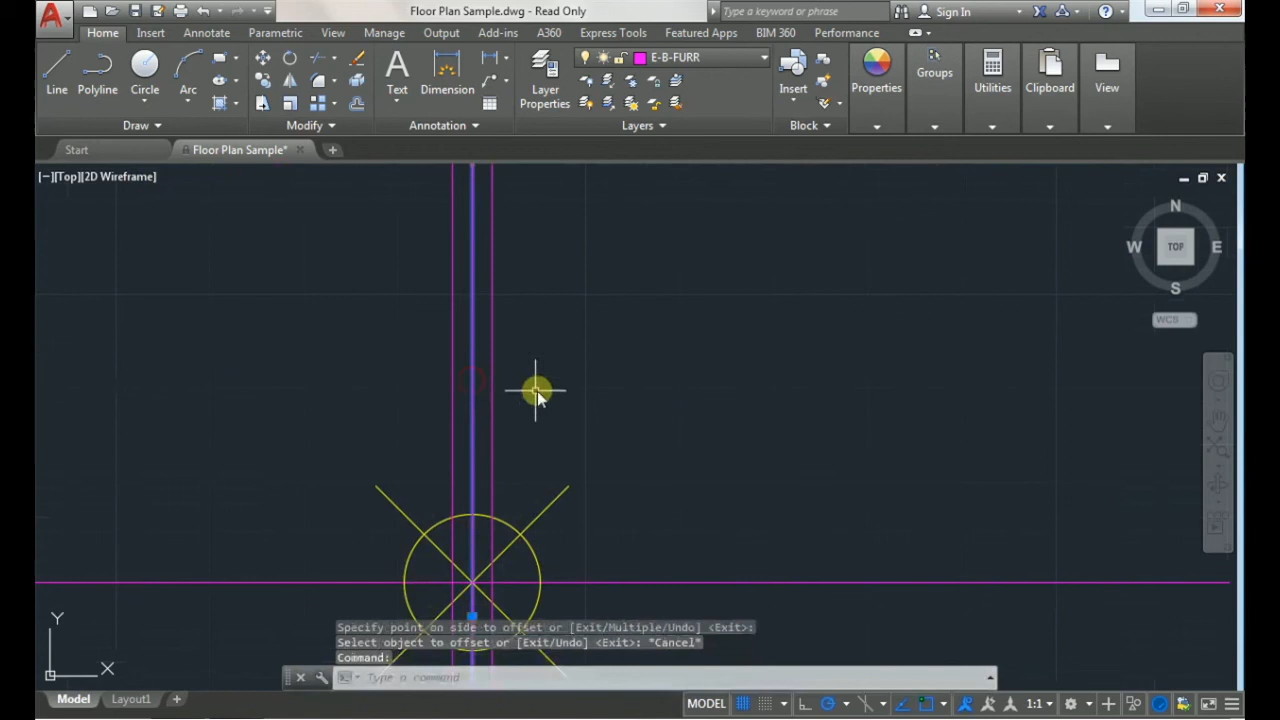 A
Floor Plan Sample.dwg - Read Only
Type a keyword or phrase
Sign In
Home
Insert
Annotate
Parametric
View
Manage
Output
Add-ins
A360
Express Tools
Featured Apps
BIM 360
Performance
E-B-FURR
Line
Polyline
Circle
Arc
Text
Dimension
Layer
Properties
Insert
Properties
Groups
Utilities
Clipboard
View
Draw
Modify
Annotation
Layers
Block
Start
Floor Plan Sample*
[−][Top][2D Wireframe]
N
W
TOP
E
S
WCS
Y
X
Specify point on side to offset or [Exit/Multiple/Undo] <Exit>:
Select object to offset or [Exit/Undo] <Exit>: *Cancel*
Command:
Type a command
Model
Layout1
MODEL
1:1